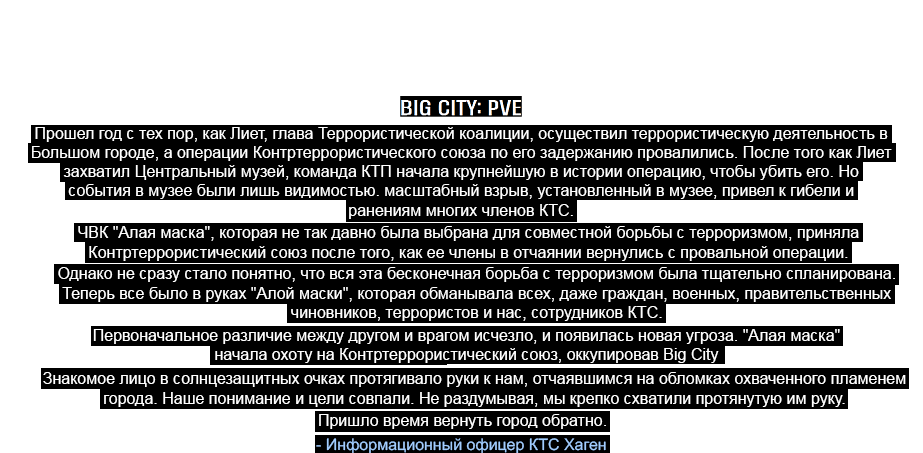 BIG CITY: PVE
Прошел год с тех пор, как Лиет, глава Террористической коалиции, осуществил террористическую деятельность в
Большом городе, а операции Контртеррористического союза по его задержанию провалились. После того как Лиет
захватил Центральный музей, команда КТП начала крупнейшую в истории операцию, чтобы убить его. Но
события в музее были лишь видимостью. масштабный взрыв, установленный в музее, привел к гибели и
ранениям многих членов КТС.
ЧВК "Алая маска", которая не так давно была выбрана для совместной борьбы с терроризмом, приняла
Контртеррористический союз после того, как ее члены в отчаянии вернулись с провальной операции.
Однако не сразу стало понятно, что вся эта бесконечная борьба с терроризмом была тщательно спланирована.
Теперь все было в руках "Алой маски", которая обманывала всех, даже граждан, военных, правительственных
чиновников, террористов и нас, сотрудников КТС.
Первоначальное различие между другом и врагом исчезло, и появилась новая угроза. "Алая маска"
начала охоту на Контртеррористический союз, оккупировав Big City
Знакомое лицо в солнцезащитных очках протягивало руки к нам, отчаявшимся на обломках охваченного пламенем
города. Наше понимание и цели совпали. Не раздумывая, мы крепко схватили протянутую им руку.
Пришло время вернуть город обратно.
- Информационный офицер КТС Хаген